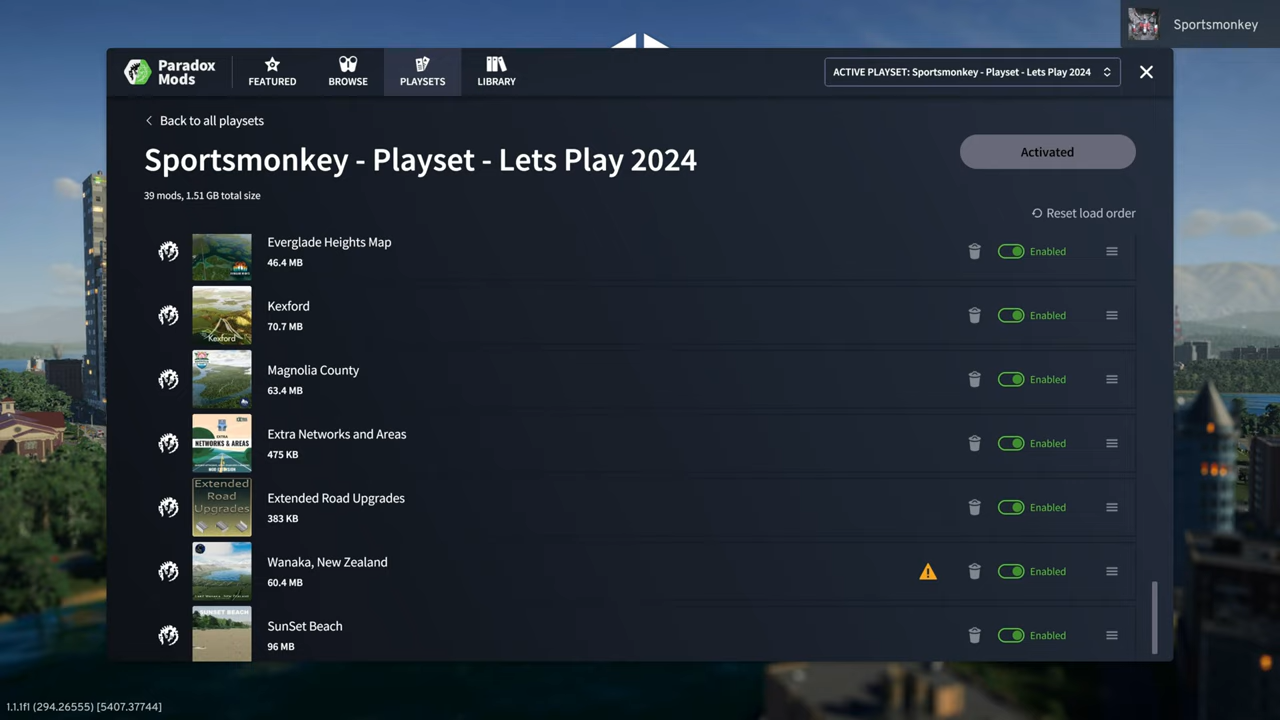 Sportsmonkey
Paradox Mods
FEATURED
BROWSE
PLAYSETS
LIBRARY
ACTIVE PLAYSET: Sportsmonkey - Playset - Lets Play 2024
Back to all playsets
Sportsmonkey - Playset - Lets Play 2024
Activated
39 mods, 1.51 GB total size
Reset load order
Everglade Heights Map
46.4 MB
Enabled
Kexford
Kexford
70.7 MB
Enabled
Magnolia County
63.4 MB
Enabled
EXTRA
NETWORKS & AREAS
Extra Networks and Areas
475 KB
Enabled
Extended
Road
Upgrades
Extended Road Upgrades
383 KB
Enabled
Wanaka, New Zealand
60.4 MB
Enabled
SUNSET BEACH
SunSet Beach
96 MB
Enabled
1.1.1f1 (294.26555) [5407.37744]